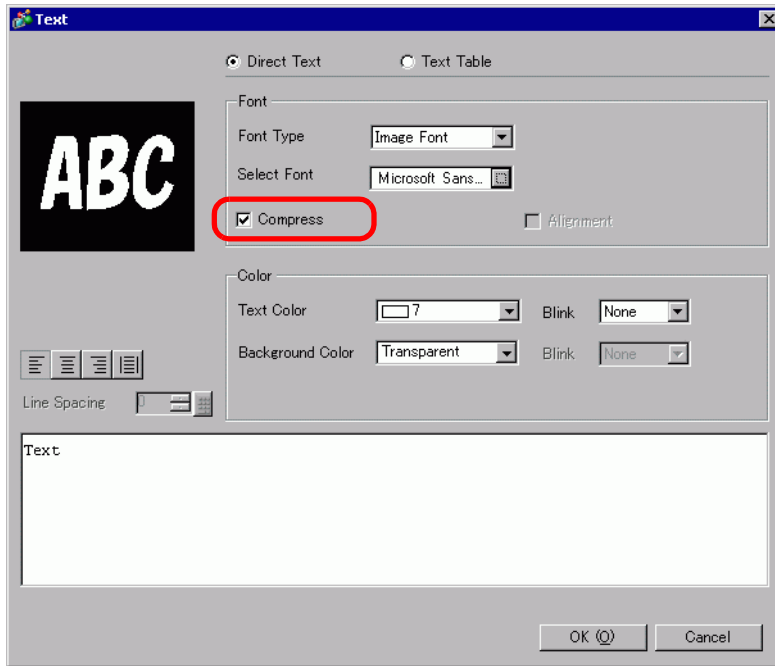 Text
Direct Text Text Table
Font
Font Type Image Font
ABC
Select Font Microsoft Sans...
Compress Alignment
Color
Text Color 7 Blink None
Background Color Transparent Blink None
Line Spacing 0
Text
OK (O) Cancel